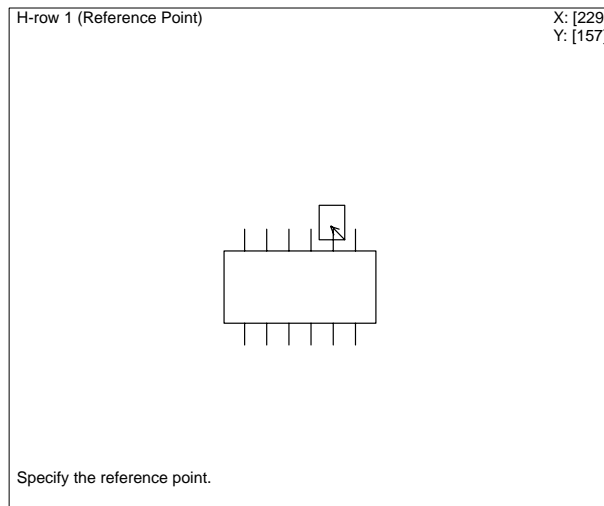 H-row 1 (Reference Point)
X: [229
Y: [157]
Specify the reference point.